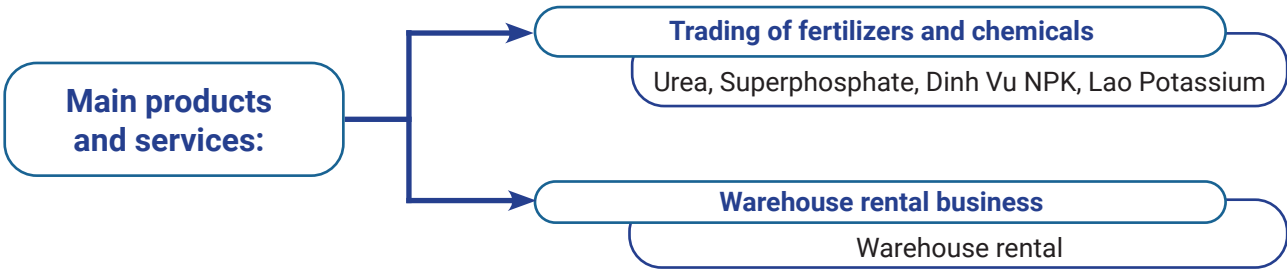 Main products
and services:
Trading of fertilizers and chemicals
Urea, Superphosphate, Dinh Vu NPK, Lao Potassium
Warehouse rental business
Warehouse rental